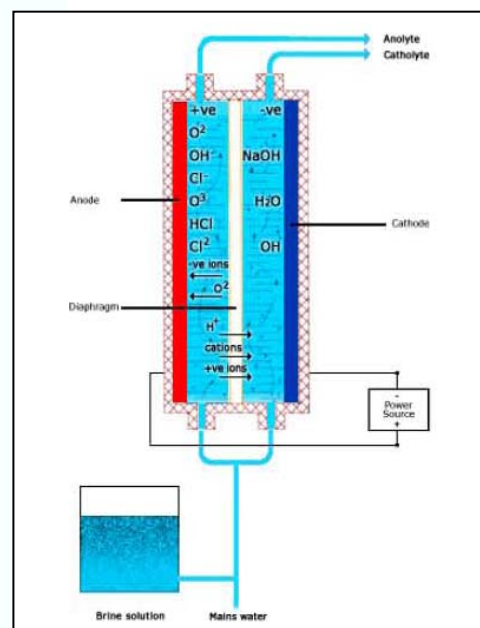 Anolyte
Catholyte
+ve -ve
O²
OH⁻ NaOH
Cl⁻
O³ H²O
HCl
Cl² OH
Anode
Cathode
-ve ions
O²
Diaphragm
H⁺
cations
+ve ions
-
Power
Source
+
Brine solution
Mains water